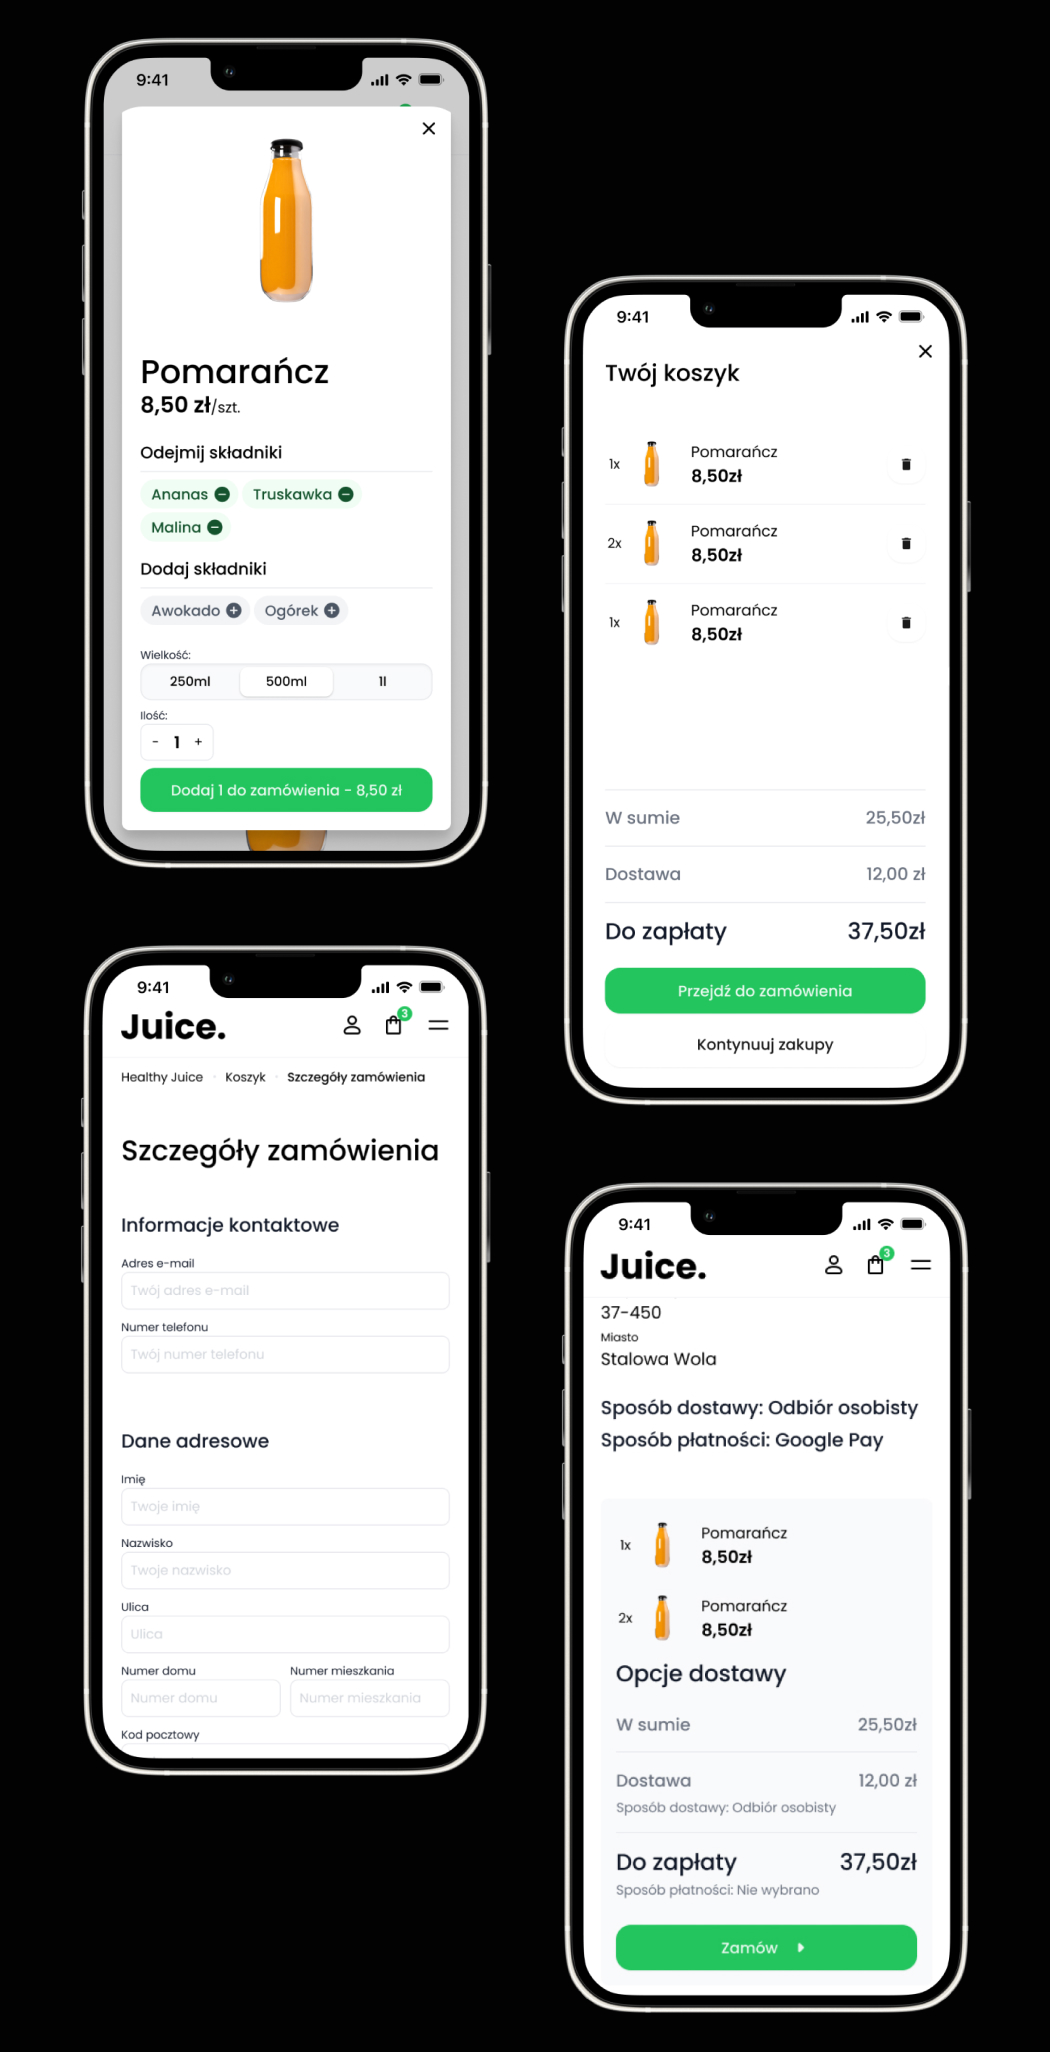 9:41
Pomarańcz
8,50 zł/szt.
Odejmij składniki
Ananas Truskawka
Malina
Dodaj składniki
Awokado Ogórek
Wielkość:
250ml 500ml 1l
Ilość:
- 1 +
Dodaj 1 do zamówienia - 8,50 zł
9:41
Twój koszyk
1x Pomarańcz
8,50zł
2x Pomarańcz
8,50zł
1x Pomarańcz
8,50zł
W sumie 25,50zł
Dostawa 12,00 zł
Do zapłaty 37,50zł
Przejdź do zamówienia
Kontynuuj zakupy
9:41
Juice. 3
Healthy Juice Koszyk Szczegóły zamówienia
Szczegóły zamówienia
Informacje kontaktowe
Adres e-mail
Twój adres e-mail
Numer telefonu
Twój numer telefonu
Dane adresowe
Imię
Twoje imię
Nazwisko
Twoje nazwisko
Ulica
Ulica
Numer domu Numer mieszkania
Numer domu Numer mieszkania
Kod pocztowy
9:41
Juice. 3
37-450
Miasto
Stalowa Wola
Sposób dostawy: Odbiór osobisty
Sposób płatności: Google Pay
1x Pomarańcz
8,50zł
2x Pomarańcz
8,50zł
Opcje dostawy
W sumie 25,50zł
Dostawa 12,00 zł
Sposób dostawy: Odbiór osobisty
Do zapłaty 37,50zł
Sposób płatności: Nie wybrano
Zamów